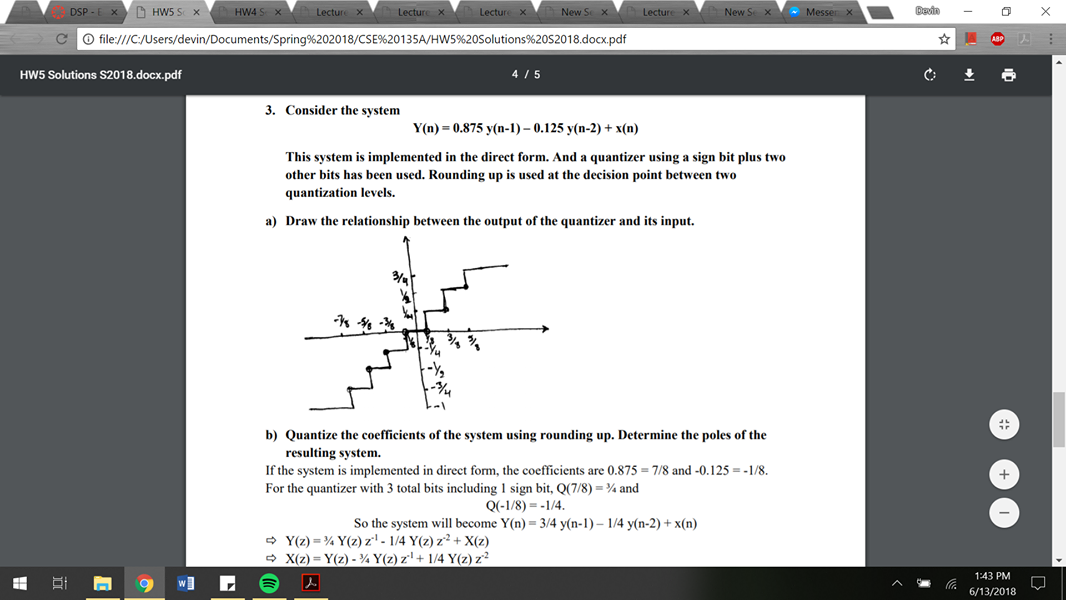 DSP - E
HW5 S
HW4 S
Lecture
Lecture
Lecture
New Se
Lecture
New Se
Messen
Devin
file:///C:/Users/devin/Documents/Spring%202018/CSE%20135A/HW5%20Solutions%20S2018.docx.pdf
ABP
HW5 Solutions S2018.docx.pdf
4 / 5
3. Consider the system
Y(n) = 0.875 y(n-1) – 0.125 y(n-2) + x(n)
This system is implemented in the direct form. And a quantizer using a sign bit plus two
other bits has been used. Rounding up is used at the decision point between two
quantization levels.
a) Draw the relationship between the output of the quantizer and its input.
3/4
1/2
1/4
-7/8 -5/8 -3/8
1/8 3/8 5/8
-1/4
-1/2
-3/4
-1
b) Quantize the coefficients of the system using rounding up. Determine the poles of the
resulting system.
If the system is implemented in direct form, the coefficients are 0.875 = 7/8 and -0.125 = -1/8.
For the quantizer with 3 total bits including 1 sign bit, Q(7/8) = ¾ and
Q(-1/8) = -1/4.
So the system will become Y(n) = 3/4 y(n-1) – 1/4 y(n-2) + x(n)
⇨ Y(z) = ¾ Y(z) z⁻¹ - 1/4 Y(z) z⁻² + X(z)
⇨ X(z) = Y(z) - ¾ Y(z) z⁻¹ + 1/4 Y(z) z⁻²
1:43 PM
6/13/2018